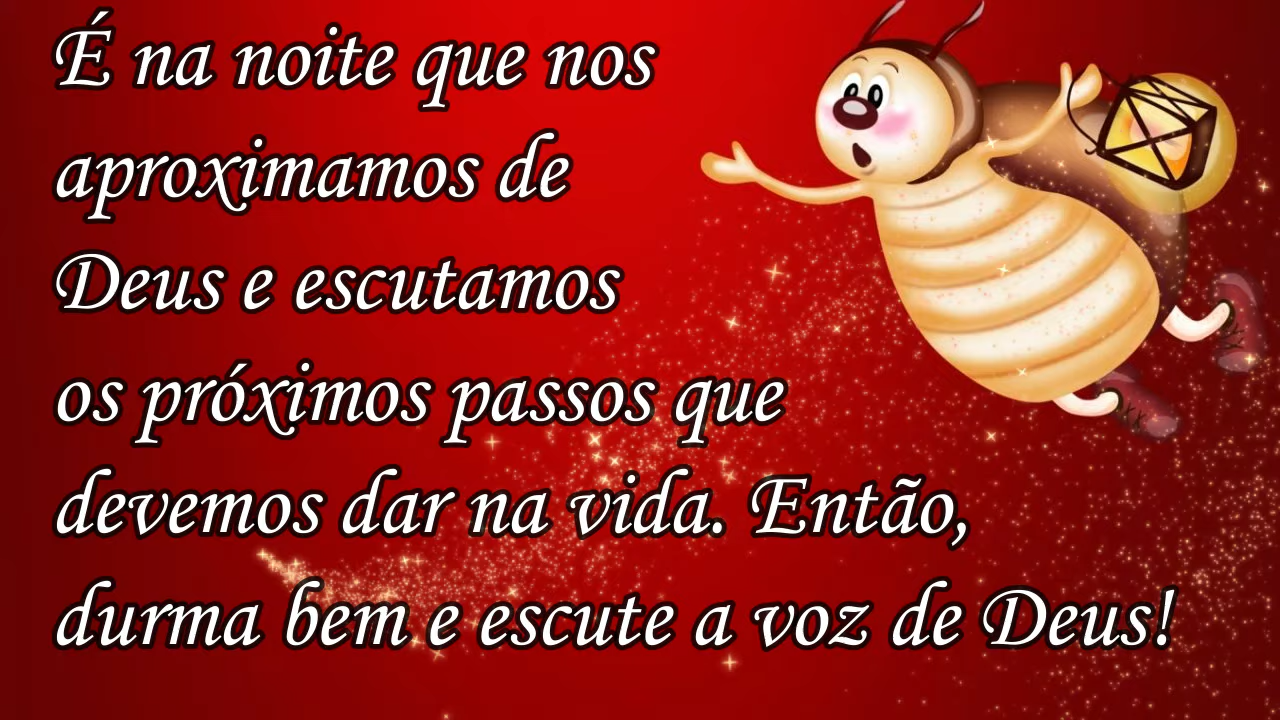 É na noite que nos
aproximamos de
Deus e escutamos
os próximos passos que
devemos dar na vida. Então,
durma bem e escute a voz de Deus!